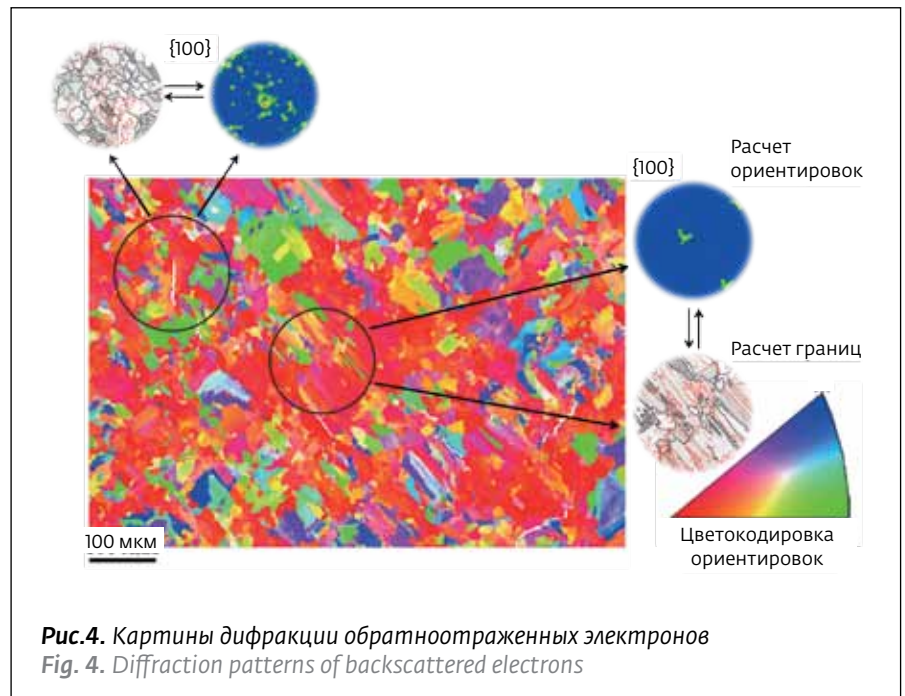 {100}
{100}
Расчет
ориентировок
Расчет границ
100 мкм
Цветокодировка
ориентировок
Рис.4. Картины дифракции обратноотраженных электронов
Fig. 4. Diffraction patterns of backscattered electrons